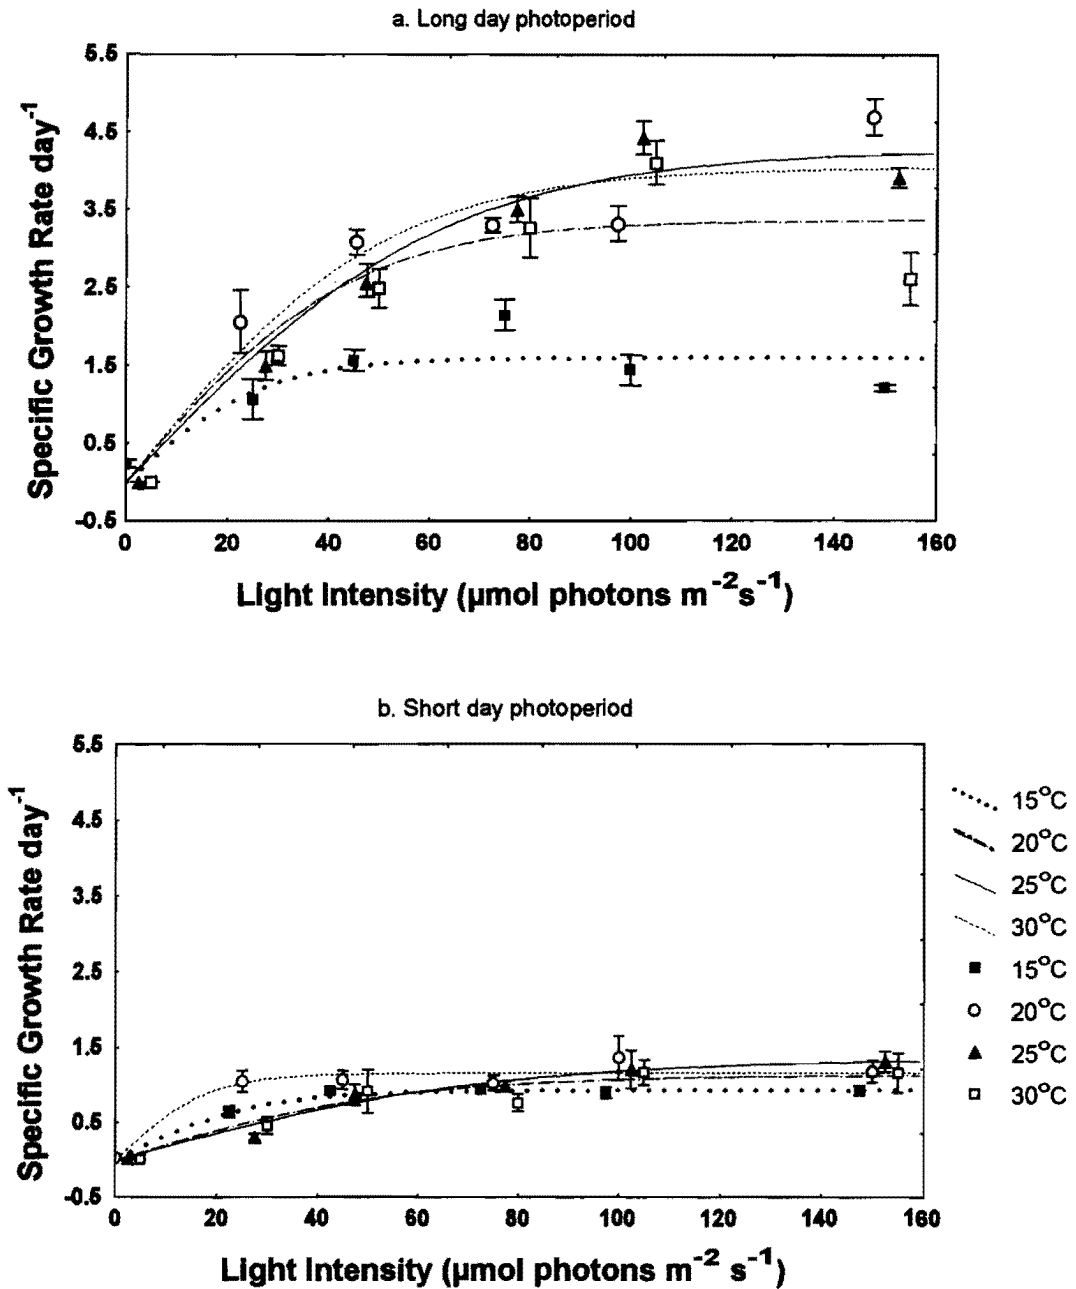 a. Long day photoperiod
5.5
4.5
3.5
2.5
1.5
0.5
-0.5
Specific Growth Rate day⁻¹
0 20 40 60 80 100 120 140 160
Light Intensity (µmol photons m⁻²s⁻¹)
b. Short day photoperiod
5.5
4.5
3.5
2.5
1.5
0.5
-0.5
Specific Growth Rate day⁻¹
0 20 40 60 80 100 120 140 160
Light Intensity (µmol photons m⁻² s⁻¹)
15°C
20°C
25°C
30°C
15°C
20°C
25°C
30°C